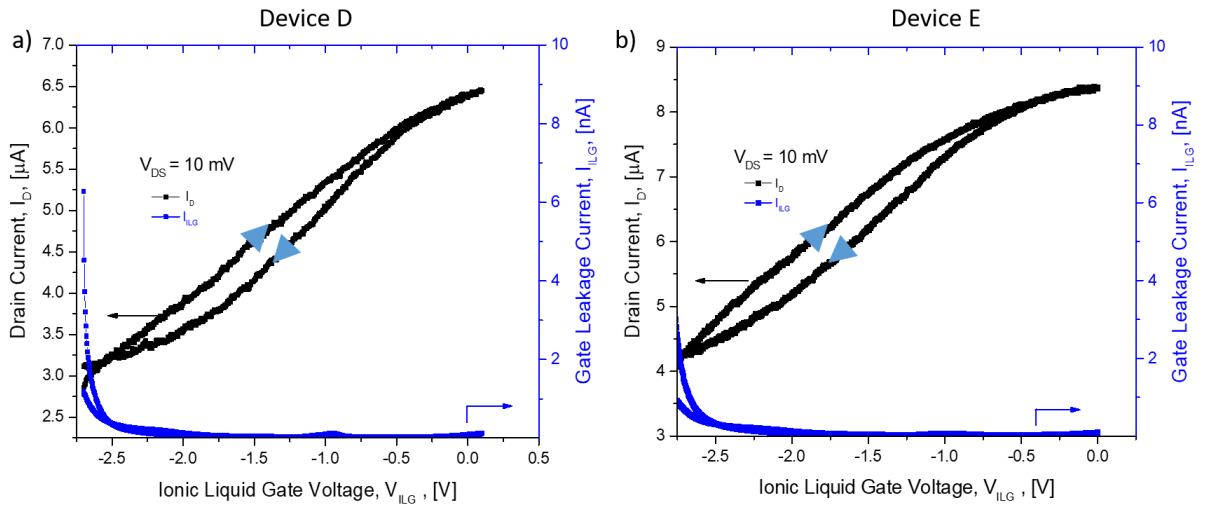 Device D
a)
7.0
6.5
6.0
5.5
5.0
4.5
4.0
3.5
3.0
2.5
Drain Current, I_D, [µA]
V_DS = 10 mV
I_D
I_ILG
10
8
6
4
2
Gate Leakage Current, I_ILG, [nA]
-2.5 -2.0 -1.5 -1.0 -0.5 0.0 0.5
Ionic Liquid Gate Voltage, V_ILG , [V]
Device E
b)
9
8
7
6
5
4
3
Drain Current, I_D, [µA]
V_DS = 10 mV
I_D
I_ILG
10
8
6
4
2
Gate Leakage Current, I_ILG, [nA]
-2.5 -2.0 -1.5 -1.0 -0.5 0.0
Ionic Liquid Gate Voltage, V_ILG , [V]